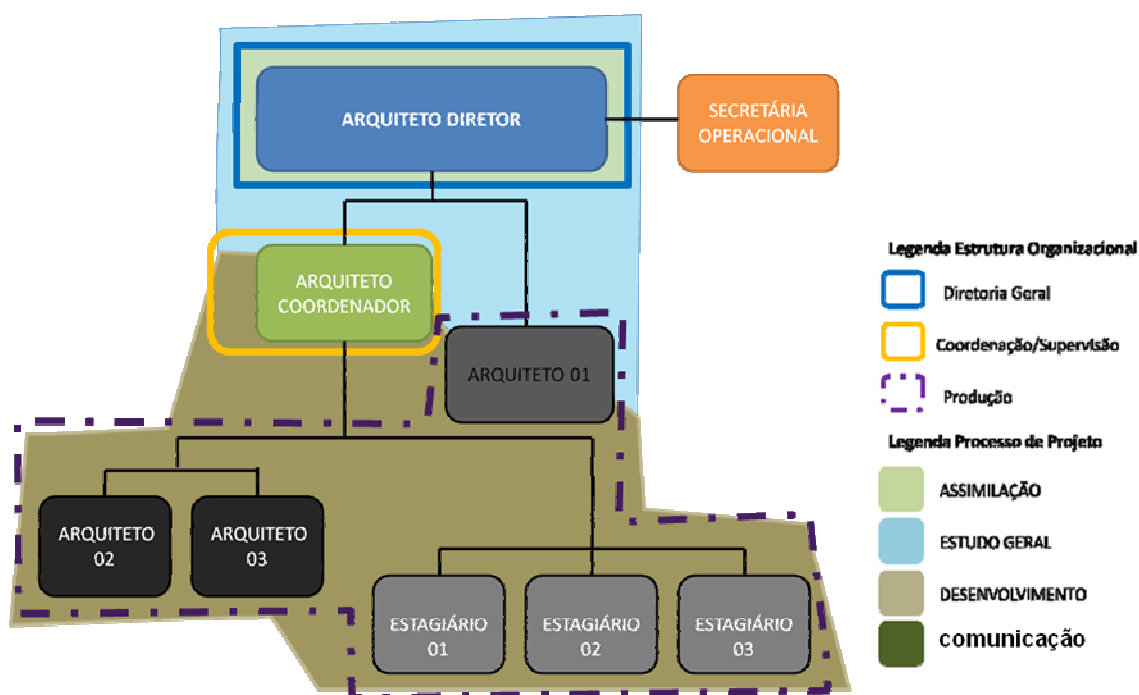 ARQUITETO DIRETOR
SECRETÁRIA
OPERACIONAL
ARQUITETO
COORDENADOR
ARQUITETO 01
ARQUITETO
02
ARQUITETO
03
ESTAGIÁRIO
01
ESTAGIÁRIO
02
ESTAGIÁRIO
03
Legenda Estrutura Organizacional
Diretoria Geral
Coordenação/Supervisão
Produção
Legenda Processo de Projeto
ASSIMILAÇÃO
ESTUDO GERAL
DESENVOLVIMENTO
comunicação